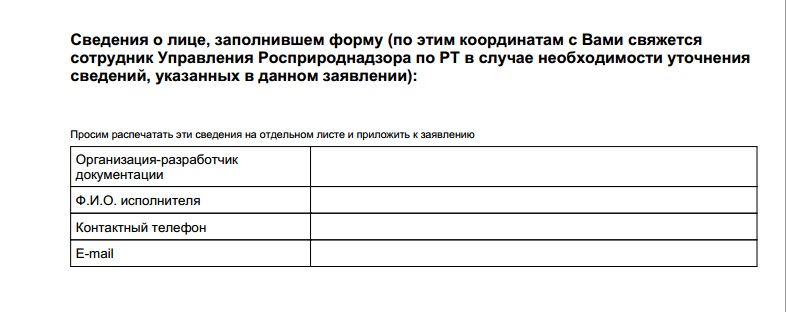 Сведения о лице, заполнившем форму (по этим координатам с Вами свяжется
сотрудник Управления Росприроднадзора по РТ в случае необходимости уточнения
сведений, указанных в данном заявлении):
Просим распечатать эти сведения на отдельном листе и приложить к заявлению
Организация-разработчик
документации
Ф.И.О. исполнителя
Контактный телефон
E-mail